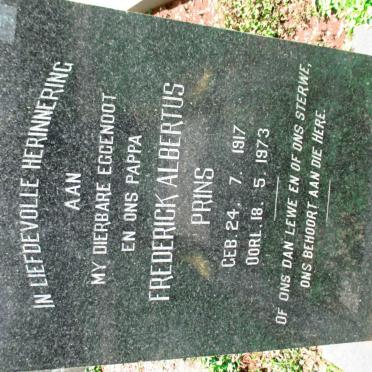 IN LIEFDEVOLLE HERINNERING
AAN
MY DIERBARE EGGENOOT
EN ONS PAPPA
FREDERICK ALBERTUS
PRINS
GEB. 24. 7. 1917
OORL. 18. 5. 1973
OF ONS DAN LEWE EN OF ONS STERWE,
ONS BEHOORT AAN DIE HERE.